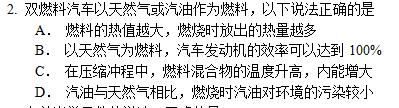 2. 双燃料汽车以天然气或汽油作为燃料，以下说法正确的是
A． 燃料的热值越大，燃烧时放出的热量越多
B． 以天然气为燃料，汽车发动机的效率可以达到 100%
C． 在压缩冲程中，燃料混合物的温度升高，内能增大
D． 汽油与天然气相比，燃烧时汽油对环境的污染较小